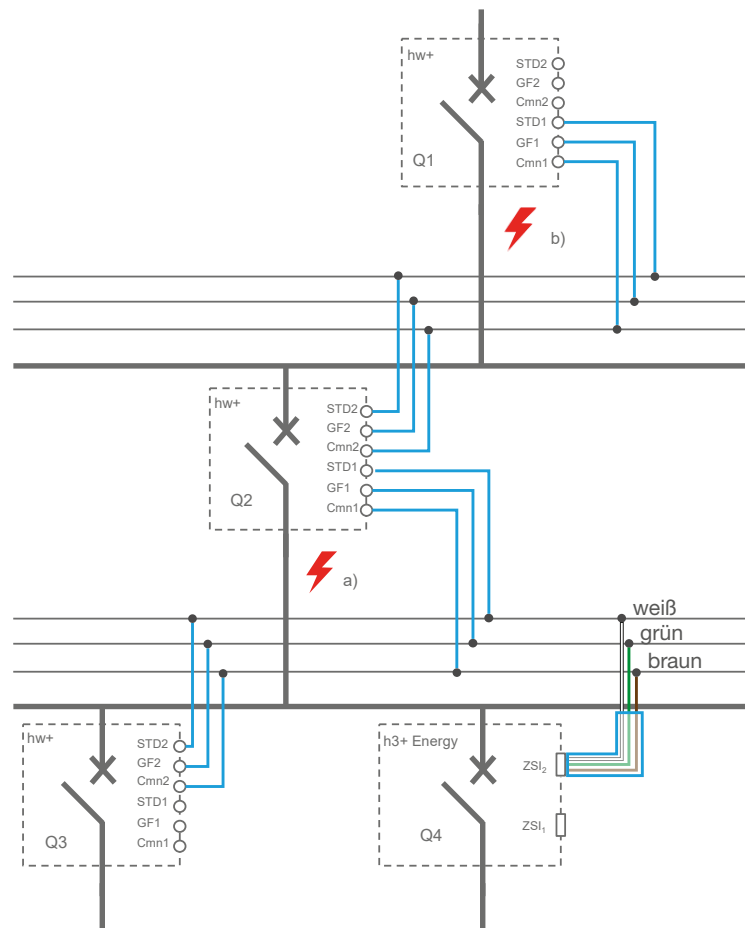 hw+
STD2
GF2
Cmn2
STD1
GF1
Cmn1
Q1
b)
hw+
STD2
GF2
Cmn2
STD1
GF1
Cmn1
Q2
a)
weiß
grün
braun
hw+
STD2
GF2
Cmn2
STD1
GF1
Cmn1
Q3
h3+ Energy
ZSI₂
ZSI₁
Q4